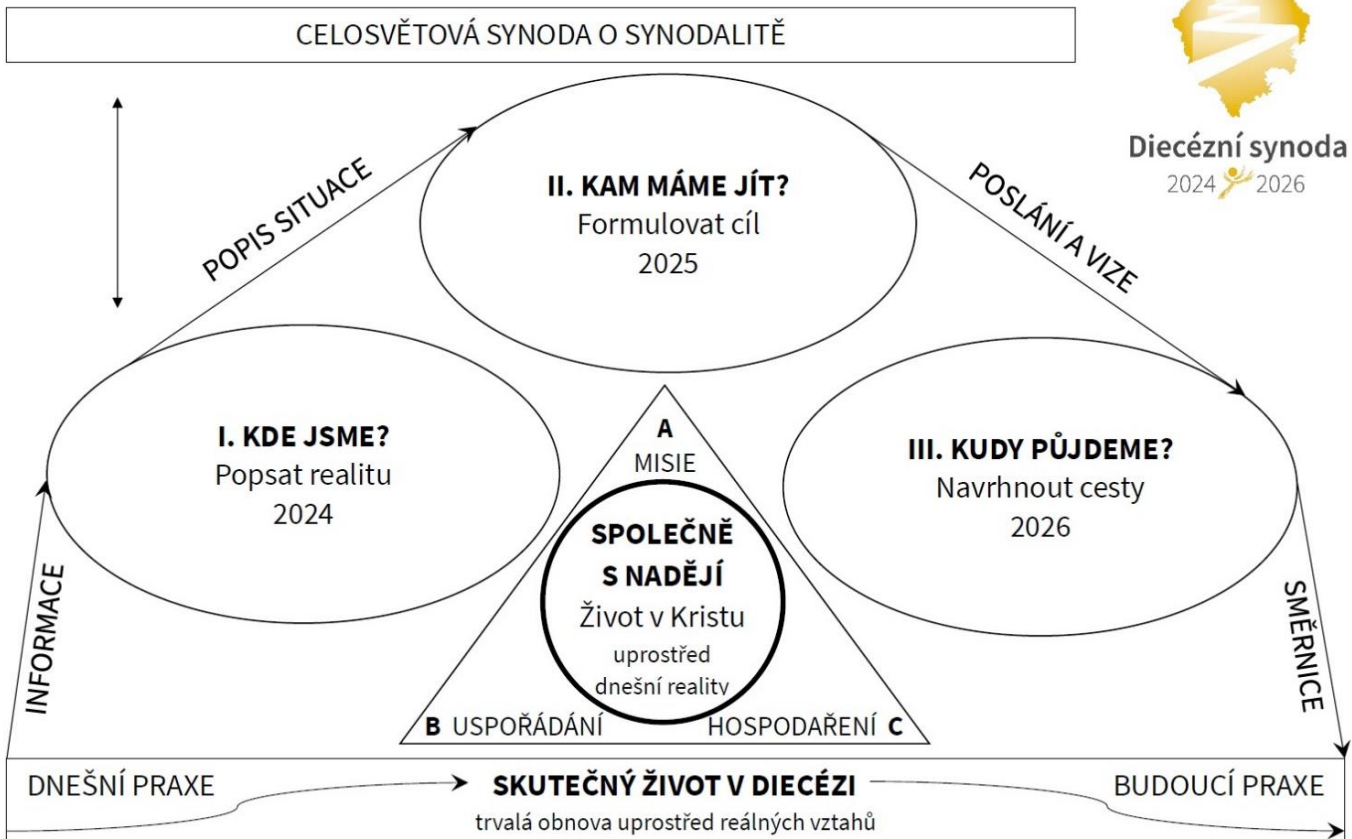 CELOSVĚTOVÁ SYNODA O SYNODALITĚ
Diecézní synoda
2024 2026
POPIS SITUACE
II. KAM MÁME JÍT?
Formulovat cíl
2025
POSLÁNÍ A VIZE
I. KDE JSME?
Popsat realitu
2024
A
MISIE
III. KUDY PŮJDEME?
Navrhnout cesty
2026
SPOLEČNĚ
S NADĚJÍ
Život v Kristu
uprostřed
dnešní reality
INFORMACE
SMĚRNICE
B USPOŘÁDÁNÍ
HOSPODAŘENÍ C
DNEŠNÍ PRAXE
SKUTEČNÝ ŽIVOT V DIECÉZI
BUDOUCÍ PRAXE
trvalá obnova uprostřed reálných vztahů